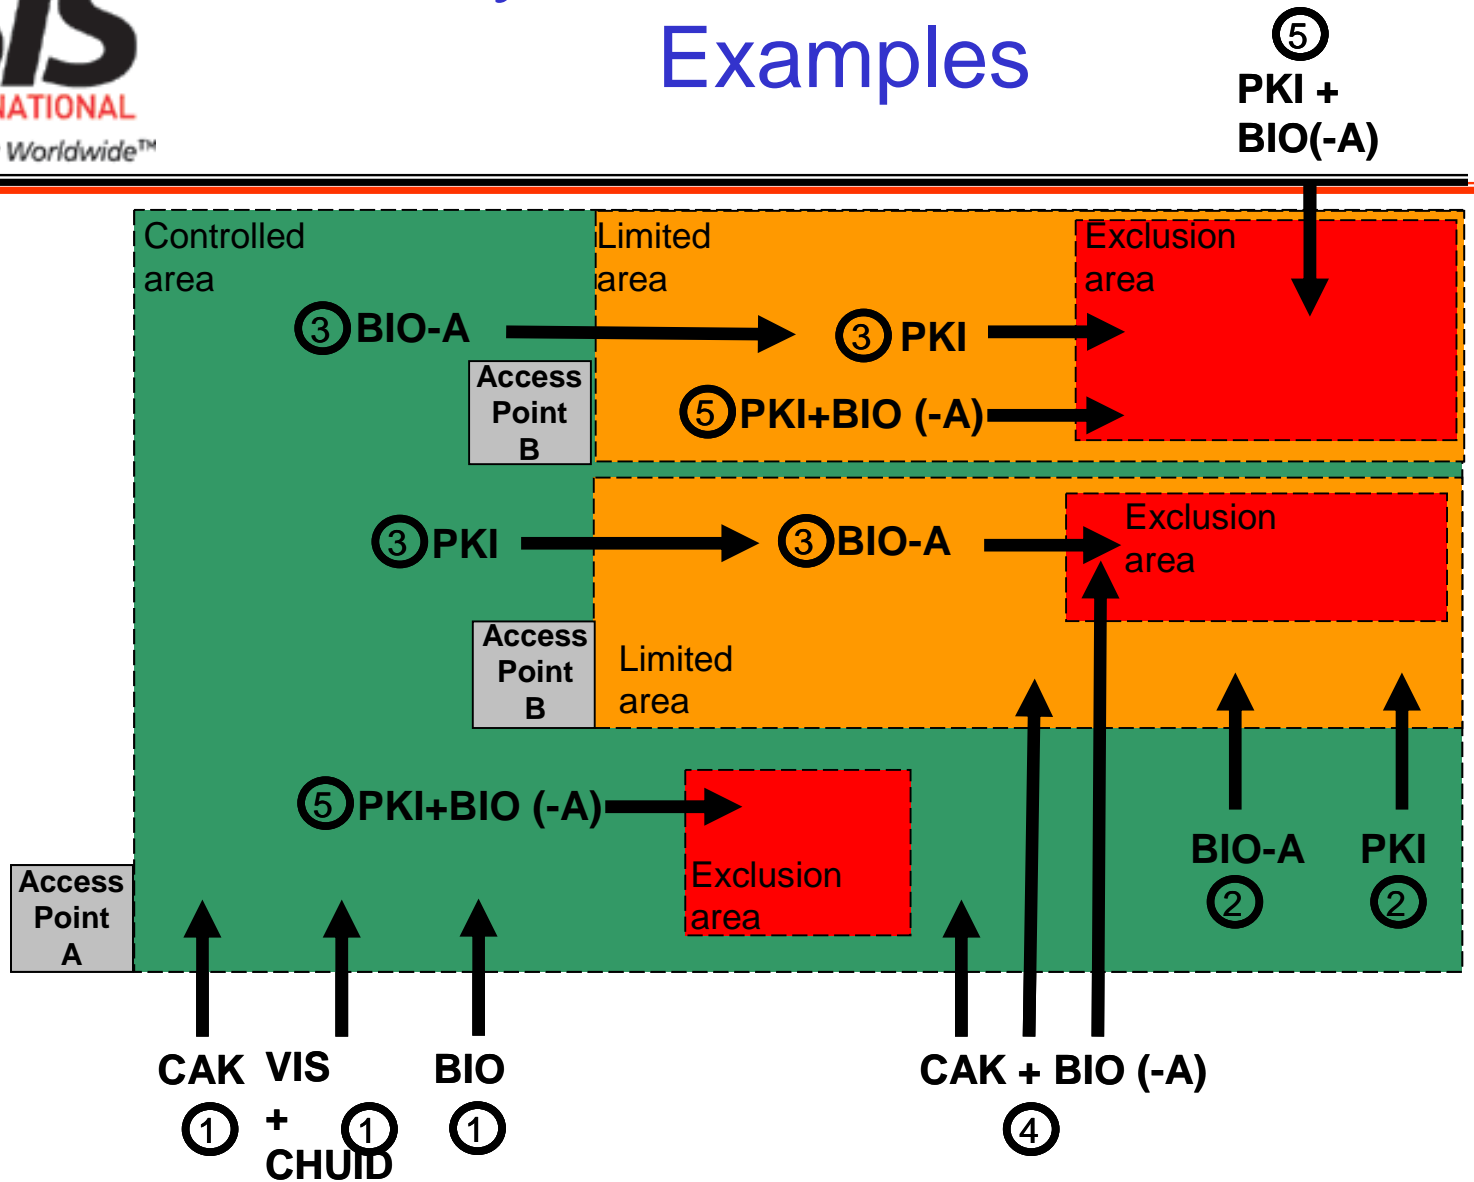 Examples
NATIONAL
Worldwide™
5
PKI +
BIO(-A)
Controlled
area
Limited
area
Exclusion
area
3 BIO-A
3 PKI
Access
Point
B
5 PKI+BIO (-A)
3 PKI
3 BIO-A
Exclusion
area
Access
Point
B
Limited
area
5 PKI+BIO (-A)
Exclusion
area
BIO-A
2
PKI
2
Access
Point
A
CAK
1
VIS
+
CHUID
1
BIO
1
CAK + BIO (-A)
4